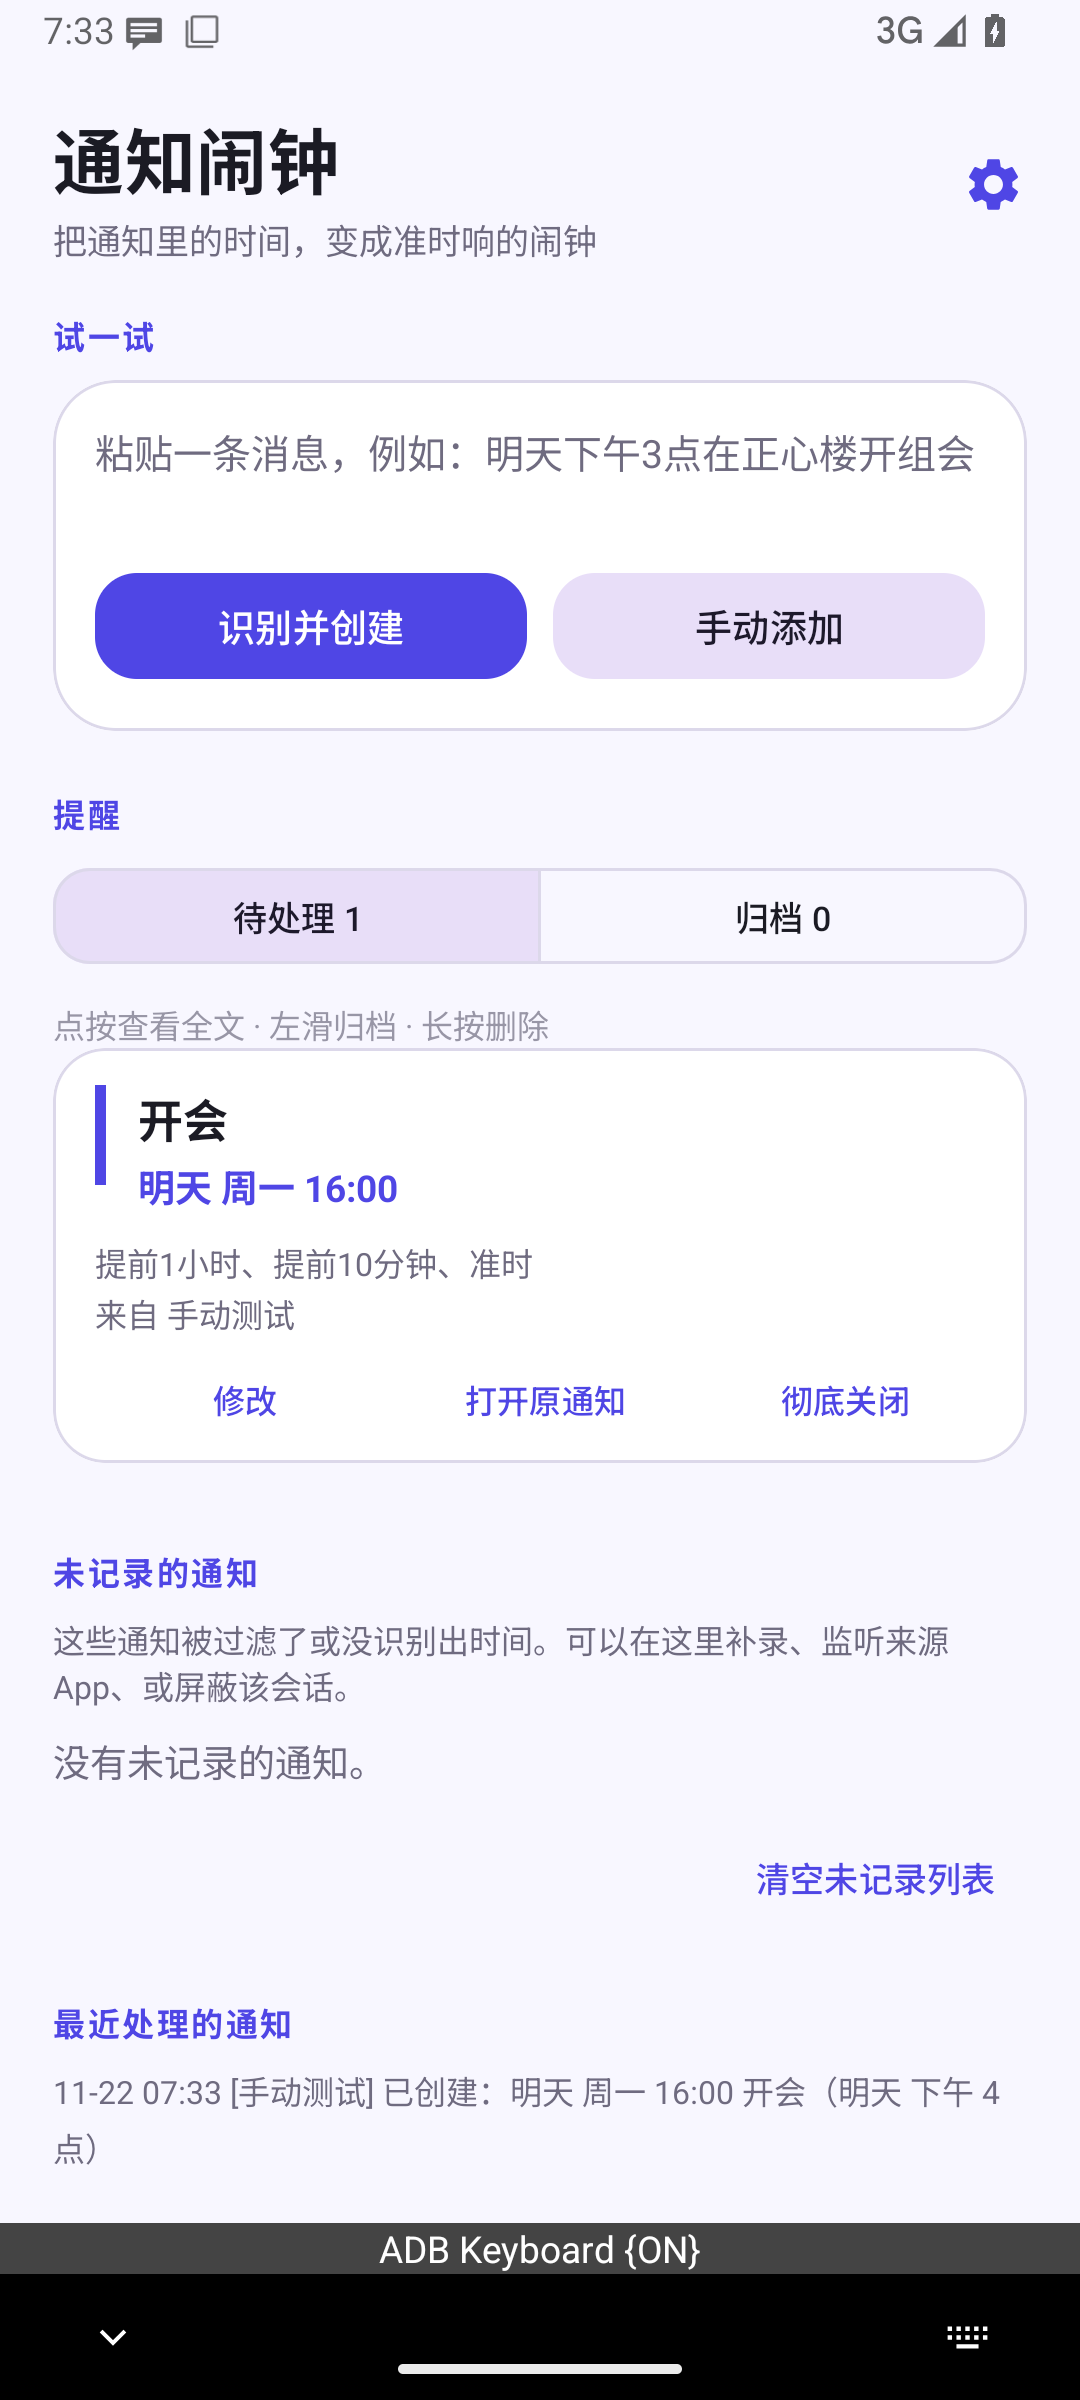 7:33
3G
通知闹钟
把通知里的时间，变成准时响的闹钟
试一试
粘贴一条消息，例如：明天下午3点在正心楼开组会
识别并创建
手动添加
提醒
待处理 1
归档 0
点按查看全文 · 左滑归档 · 长按删除
开会
明天 周一 16:00
提前1小时、提前10分钟、准时
来自 手动测试
修改
打开原通知
彻底关闭
未记录的通知
这些通知被过滤了或没识别出时间。可以在这里补录、监听来源
App、或屏蔽该会话。
没有未记录的通知。
清空未记录列表
最近处理的通知
11-22 07:33 [手动测试] 已创建：明天 周一 16:00 开会（明天 下午 4
点）
ADB Keyboard {ON}